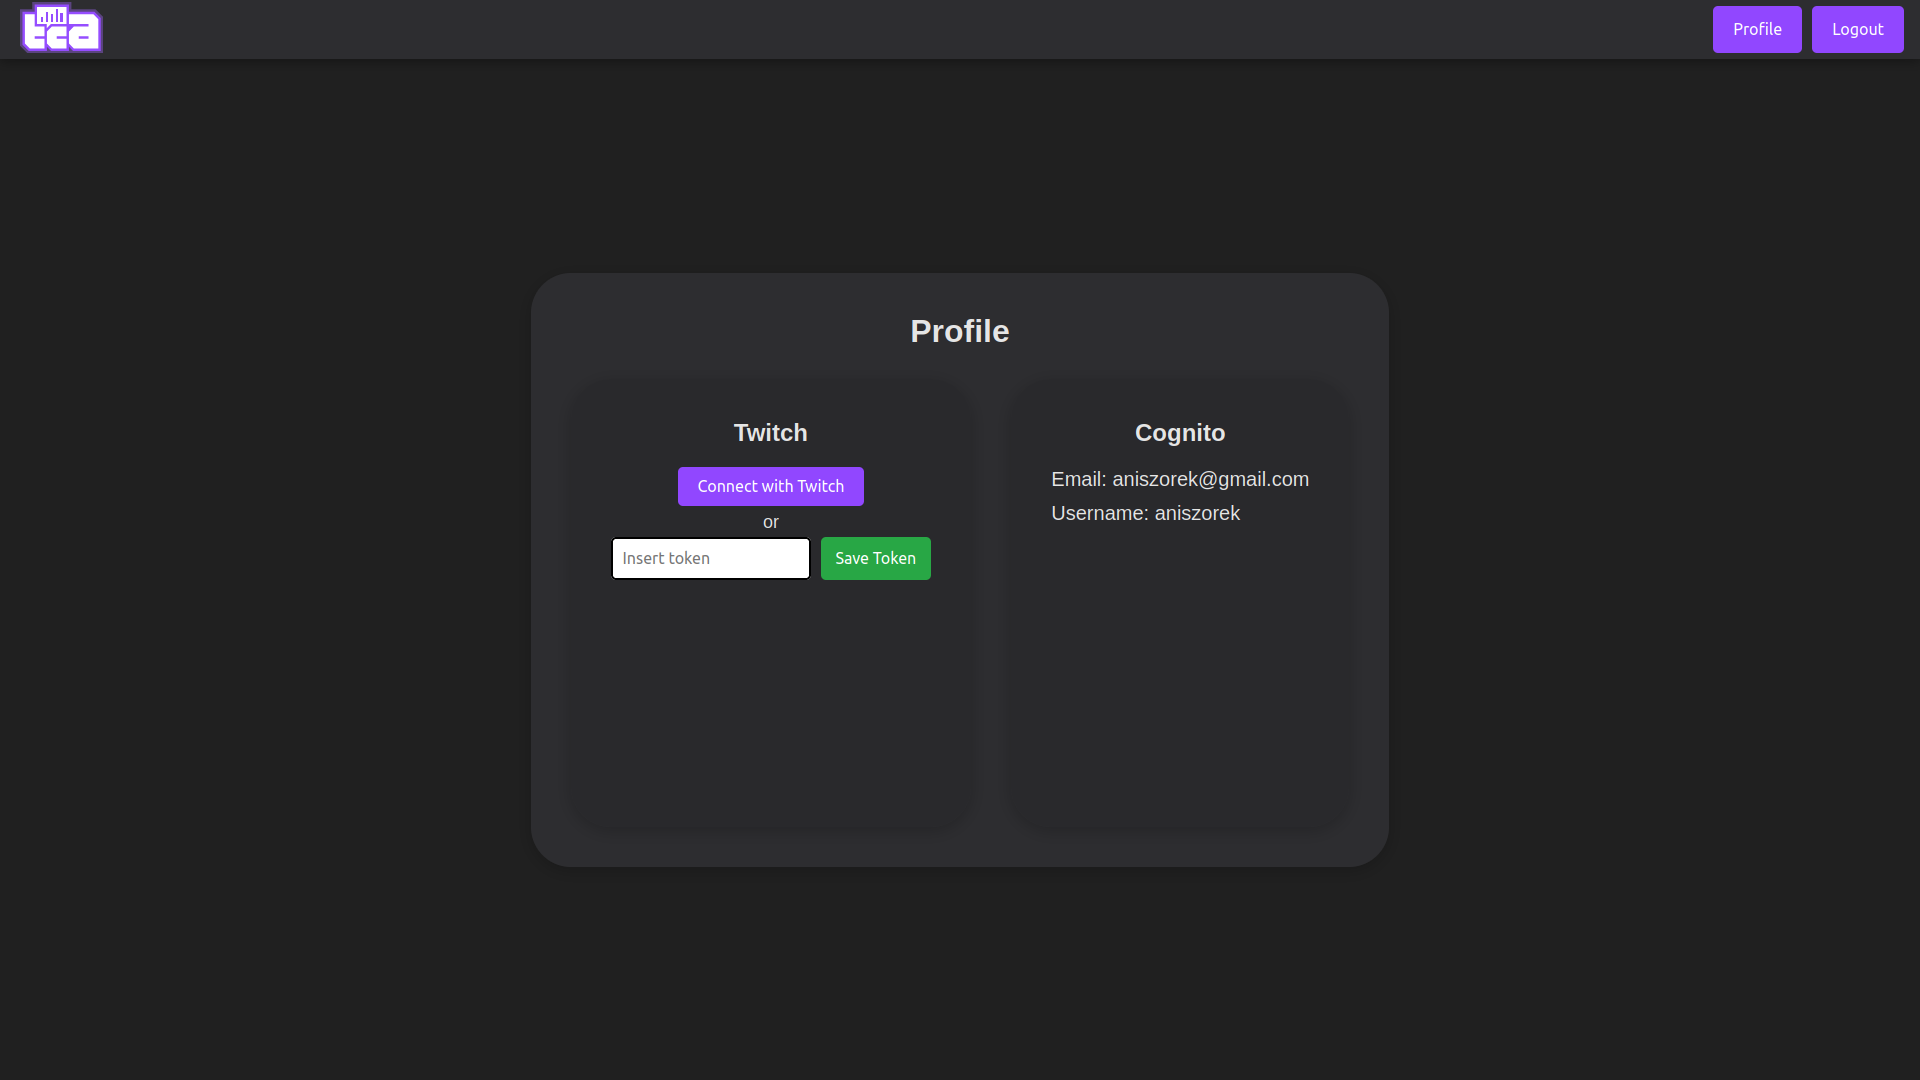 tca
Profile
Logout
Profile
Twitch
Connect with Twitch
or
Insert token
Save Token
Cognito
Email: aniszorek@gmail.com
Username: aniszorek